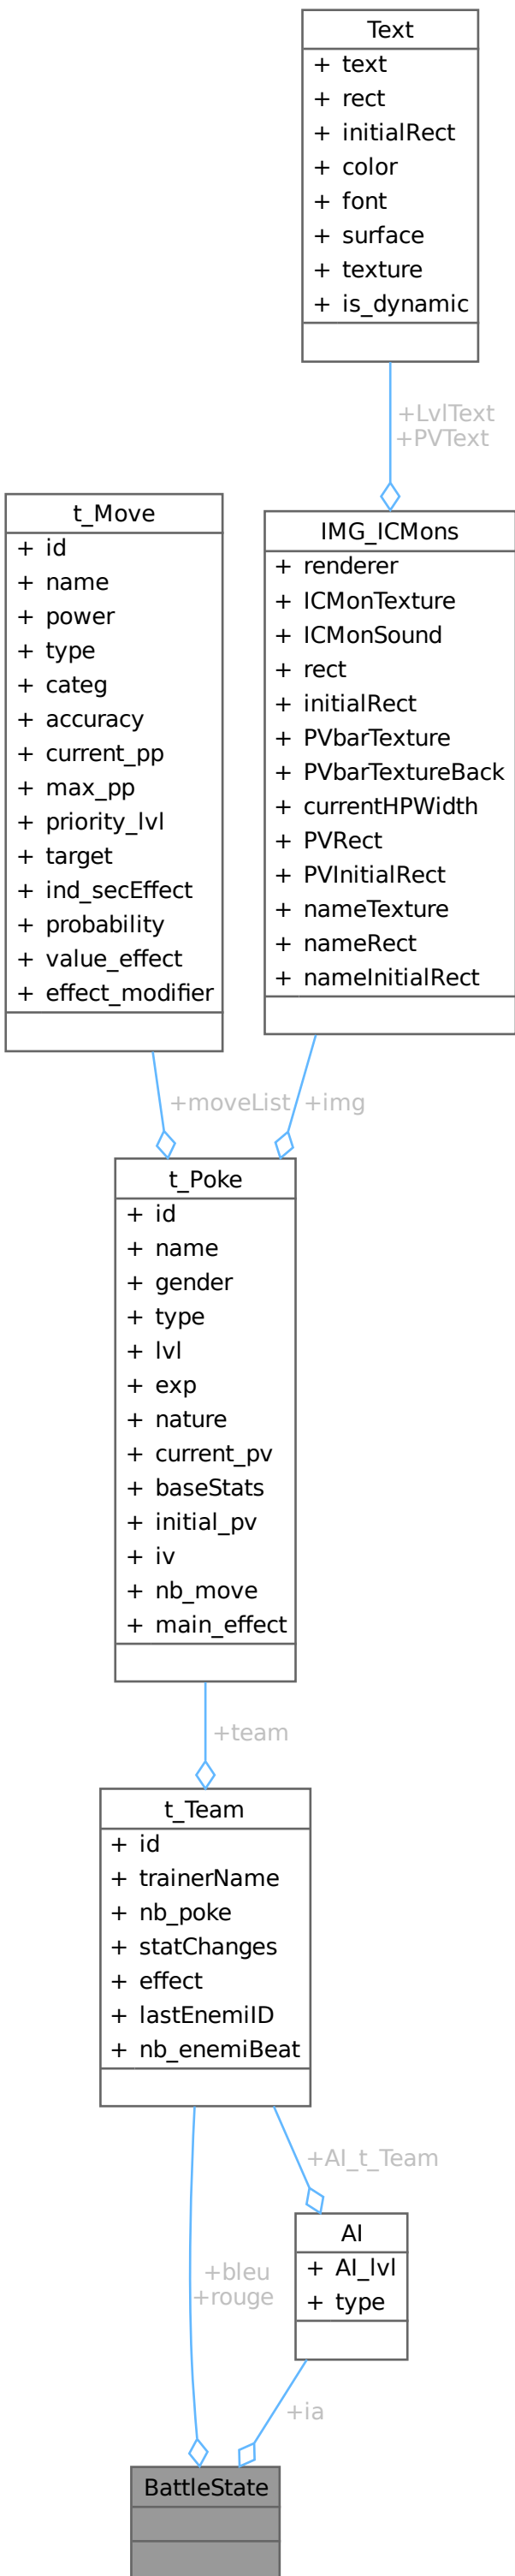 Text
+ text
+ rect
+ initialRect
+ color
+ font
+ surface
+ texture
+ is_dynamic
+LvlText
+PVText
t_Move
+ id
+ name
+ power
+ type
+ categ
+ accuracy
+ current_pp
+ max_pp
+ priority_lvl
+ target
+ ind_secEffect
+ probability
+ value_effect
+ effect_modifier
IMG_ICMons
+ renderer
+ ICMonTexture
+ ICMonSound
+ rect
+ initialRect
+ PVbarTexture
+ PVbarTextureBack
+ currentHPWidth
+ PVRect
+ PVInitialRect
+ nameTexture
+ nameRect
+ nameInitialRect
+moveList
+img
t_Poke
+ id
+ name
+ gender
+ type
+ lvl
+ exp
+ nature
+ current_pv
+ baseStats
+ initial_pv
+ iv
+ nb_move
+ main_effect
+team
t_Team
+ id
+ trainerName
+ nb_poke
+ statChanges
+ effect
+ lastEnemiID
+ nb_enemiBeat
+AI_t_Team
AI
+ AI_lvl
+ type
+bleu
+rouge
+ia
BattleState